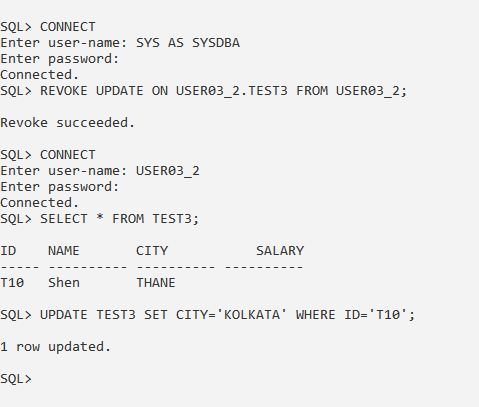 SQL> CONNECT
Enter user-name: SYS AS SYSDBA
Enter password:
Connected.
SQL> REVOKE UPDATE ON USER03_2.TEST3 FROM USER03_2;
Revoke succeeded.
SQL> CONNECT
Enter user-name: USER03_2
Enter password:
Connected.
SQL> SELECT * FROM TEST3;
ID    NAME       CITY           SALARY
----- ---------- ---------- ----------
T10   Shen       THANE
SQL> UPDATE TEST3 SET CITY='KOLKATA' WHERE ID='T10';
1 row updated.
SQL>